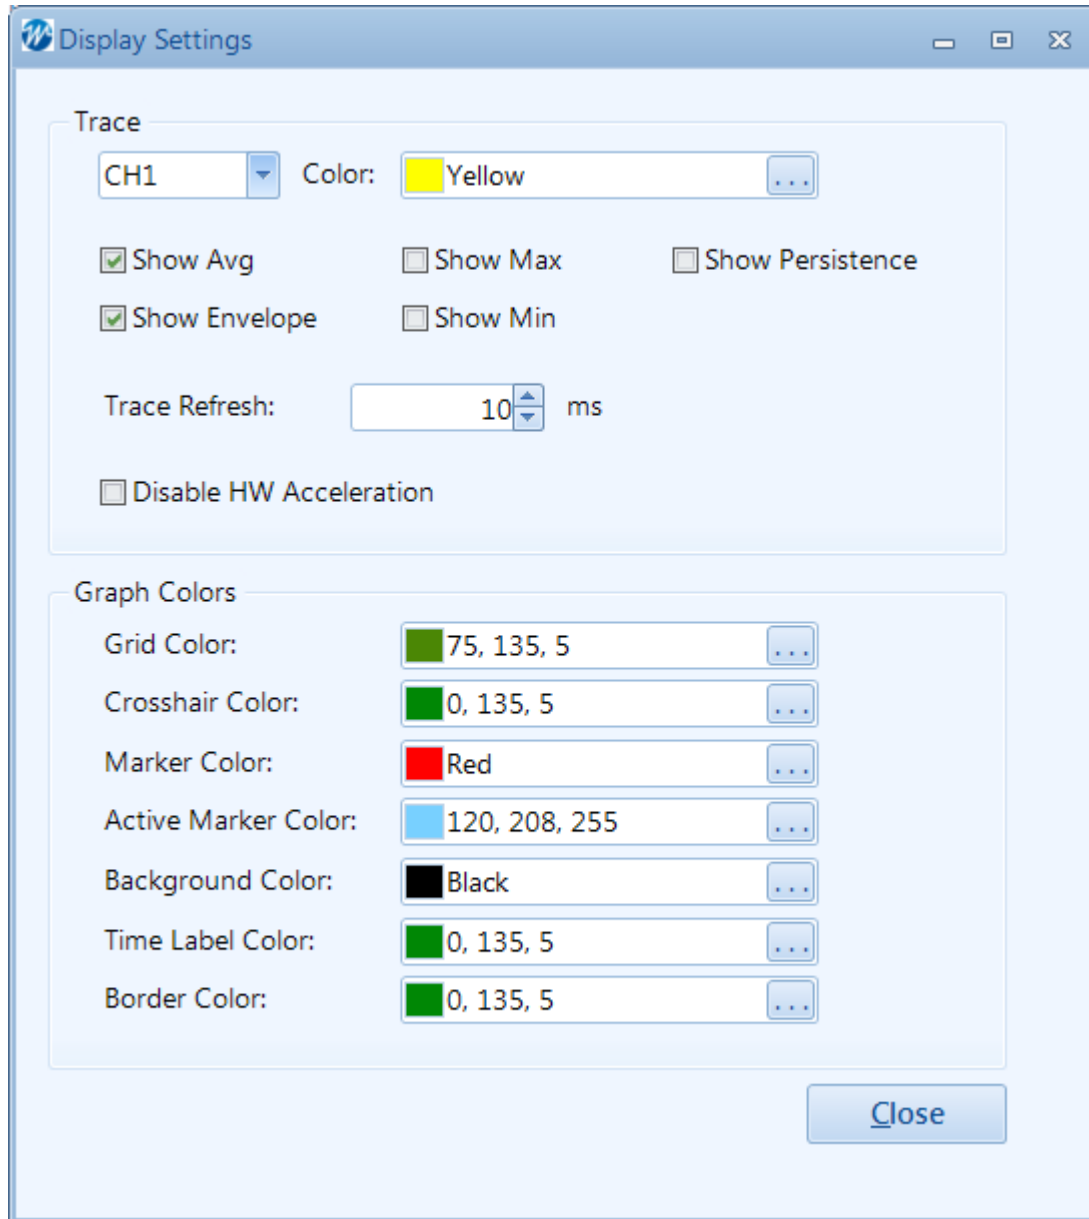 Display Settings
Trace
CH1 Color: Yellow ...
Show Avg Show Max Show Persistence
Show Envelope Show Min
Trace Refresh: 10 ms
Disable HW Acceleration
Graph Colors
Grid Color: 75, 135, 5 ...
Crosshair Color: 0, 135, 5 ...
Marker Color: Red ...
Active Marker Color: 120, 208, 255 ...
Background Color: Black ...
Time Label Color: 0, 135, 5 ...
Border Color: 0, 135, 5 ...
Close